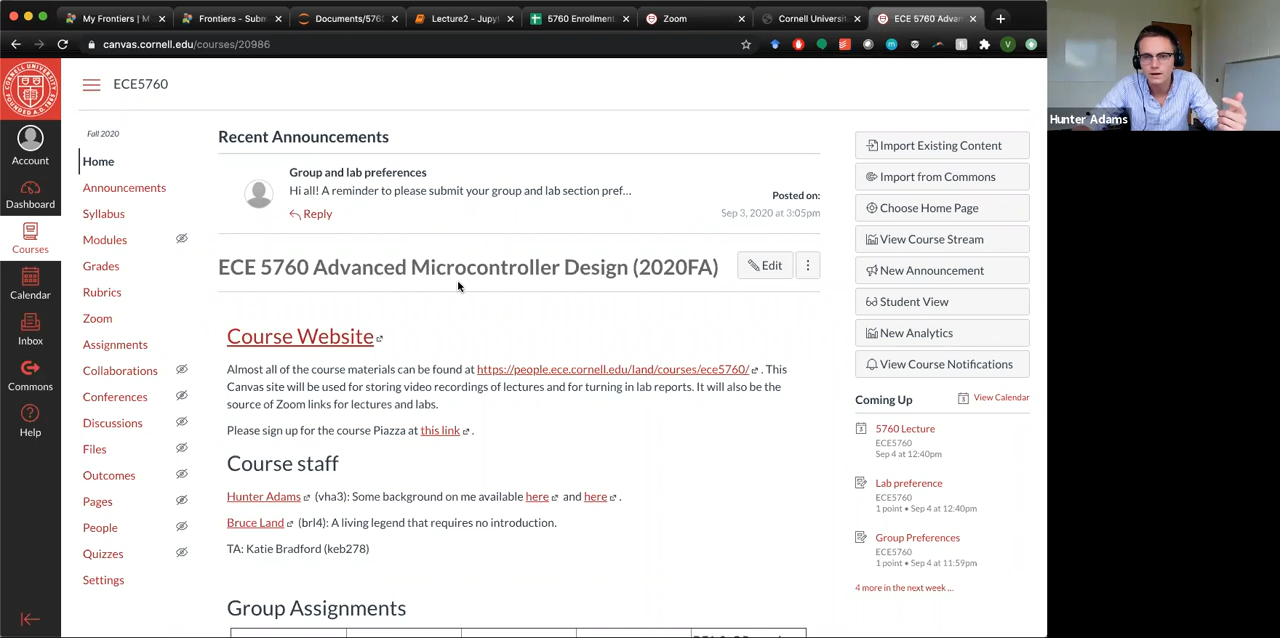 My Frontiers | M
Frontiers - Subm
Documents/576
Lecture2 - Jupyt
5760 Enrollment
Zoom
Cornell Universit
ECE 5760 Advan
canvas.cornell.edu/courses/20986
V
Hunter Adams
ECE5760
Account
Dashboard
Courses
Calendar
Inbox
Commons
Help
Fall 2020
Home
Announcements
Syllabus
Modules
Grades
Rubrics
Zoom
Assignments
Collaborations
Conferences
Discussions
Files
Outcomes
Pages
People
Quizzes
Settings
Recent Announcements
Group and lab preferences
Hi all! A reminder to please submit your group and lab section pref...
Reply
Posted on:
Sep 3, 2020 at 3:05pm
ECE 5760 Advanced Microcontroller Design (2020FA)
Edit
Course Website
Almost all of the course materials can be found at https://people.ece.cornell.edu/land/courses/ece5760/ . This
Canvas site will be used for storing video recordings of lectures and for turning in lab reports. It will also be the
source of Zoom links for lectures and labs.
Please sign up for the course Piazza at this link .
Course staff
Hunter Adams (vha3): Some background on me available here and here .
Bruce Land (brl4): A living legend that requires no introduction.
TA: Katie Bradford (keb278)
Group Assignments
Import Existing Content
Import from Commons
Choose Home Page
View Course Stream
New Announcement
Student View
New Analytics
View Course Notifications
Coming Up
View Calendar
5760 Lecture
ECE5760
Sep 4 at 12:40pm
Lab preference
ECE5760
1 point • Sep 4 at 12:40pm
Group Preferences
ECE5760
1 point • Sep 4 at 11:59pm
4 more in the next week ...